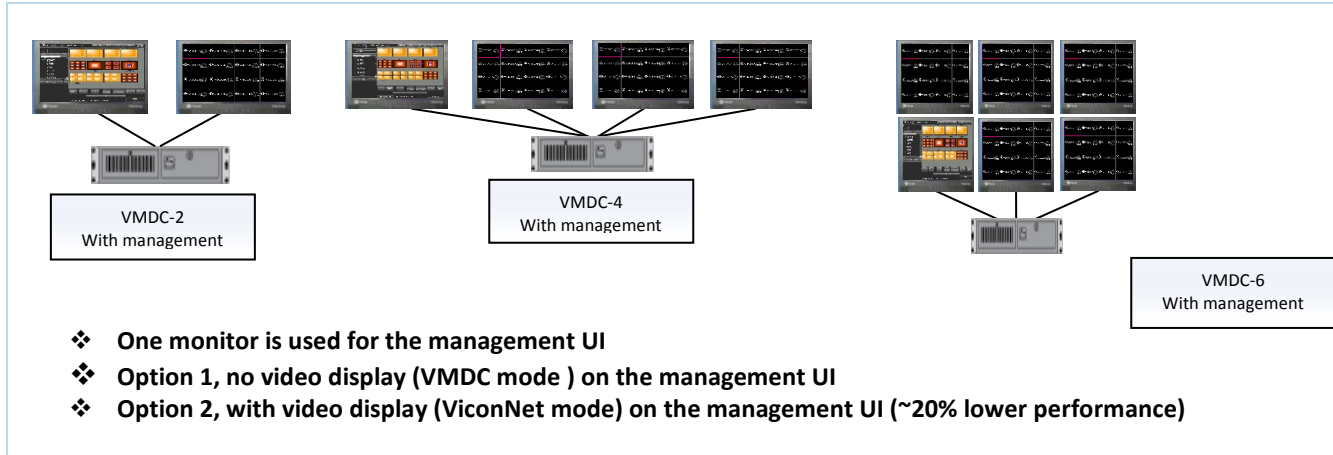 VMDC-2
With management
VMDC-4
With management
VMDC-6
With management
❖ One monitor is used for the management UI
❖ Option 1, no video display (VMDC mode ) on the management UI
❖ Option 2, with video display (ViconNet mode) on the management UI (~20% lower performance)